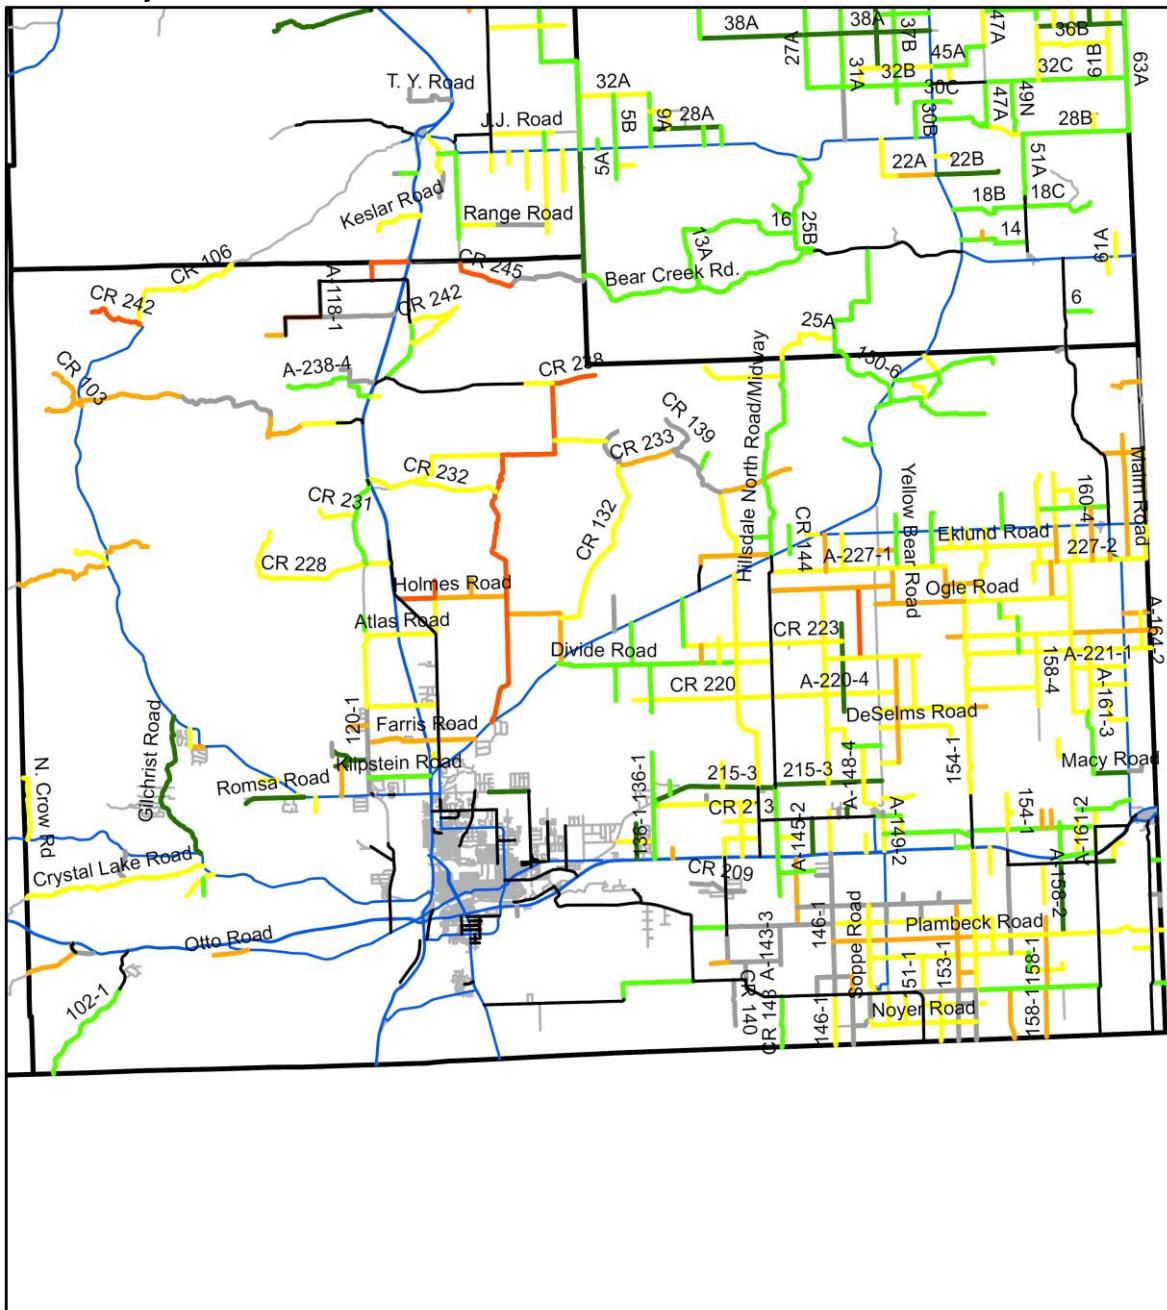 38A
38A
37B
47A
36B
27A
45A
61B
63A
T. Y. Road
32A
31A
32B
32C
30C
J.J. Road
5B
9A
28A
30B
47A
49N
28B
5A
22A
22B
51A
Keslar Road
Range Road
16
25B
18B
18C
13A
14
61A
CR 106
A-118-1
CR 245
Bear Creek Rd.
CR 242
CR 242
6
25A
CR 103
A-238-4
CR 238
150-6
CR 139
CR 233
Hillsdale North Road/Midway
CR 232
Yellow Bear Road
Malm Road
CR 231
CR 132
160-4
CR 144
Eklund Road
CR 228
A-227-1
227-2
Holmes Road
Ogle Road
Atlas Road
CR 223
A-164-2
Divide Road
A-221-1
CR 220
A-220-4
158-4
A-161-3
120-1
Farris Road
DeSelms Road
Gilchrist Road
Klipstein Road
154-1
Macy Road
N. Crow Rd
Romsa Road
136-1
136-1
215-3
215-3
A-148-4
CR 213
A-145-2
A-149-2
154-1
A-161-2
Crystal Lake Road
CR 209
A-158-2
Otto Road
A-143-3
146-1
Soppe Road
Plambeck Road
102-1
CR 140
CR 143
146-1
151-1
153-1
158-1
158-1
Noyer Road